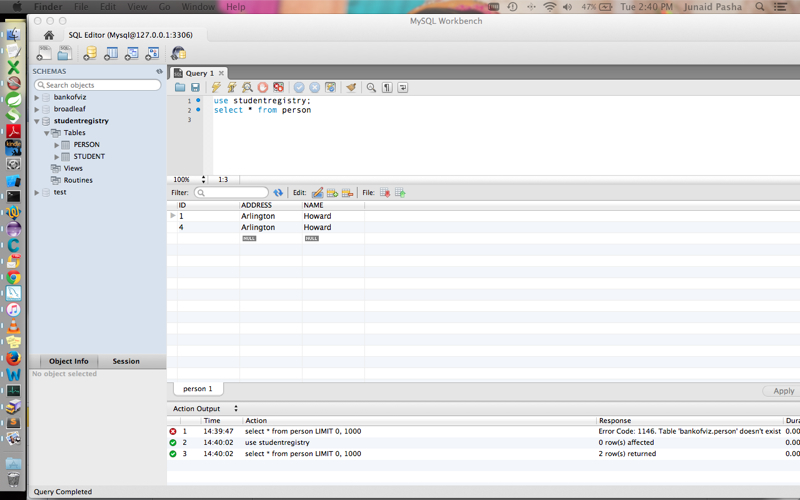 Finder File Edit View Go Window Help 47% Tue 2:40 PM Junaid Pasha
MySQL Workbench
SQL Editor (Mysql@127.0.0.1:3306)
SCHEMAS
Query 1
Search objects
bankofviz
broadleaf
studentregistry
Tables
PERSON
STUDENT
Views
Routines
test
1 use studentregistry;
2 select * from person
3
100% 1:3
Filter: Edit: File:
ID ADDRESS NAME
1 Arlington Howard
4 Arlington Howard
NULL NULL
Object Info Session
No object selected
person 1
Apply
Action Output
Time Action Response Dura
1 14:39:47 select * from person LIMIT 0, 1000 Error Code: 1146. Table 'bankofviz.person' doesn't exist 0.00
2 14:40:02 use studentregistry 0 row(s) affected 0.00
3 14:40:02 select * from person LIMIT 0, 1000 2 row(s) returned 0.00
Query Completed